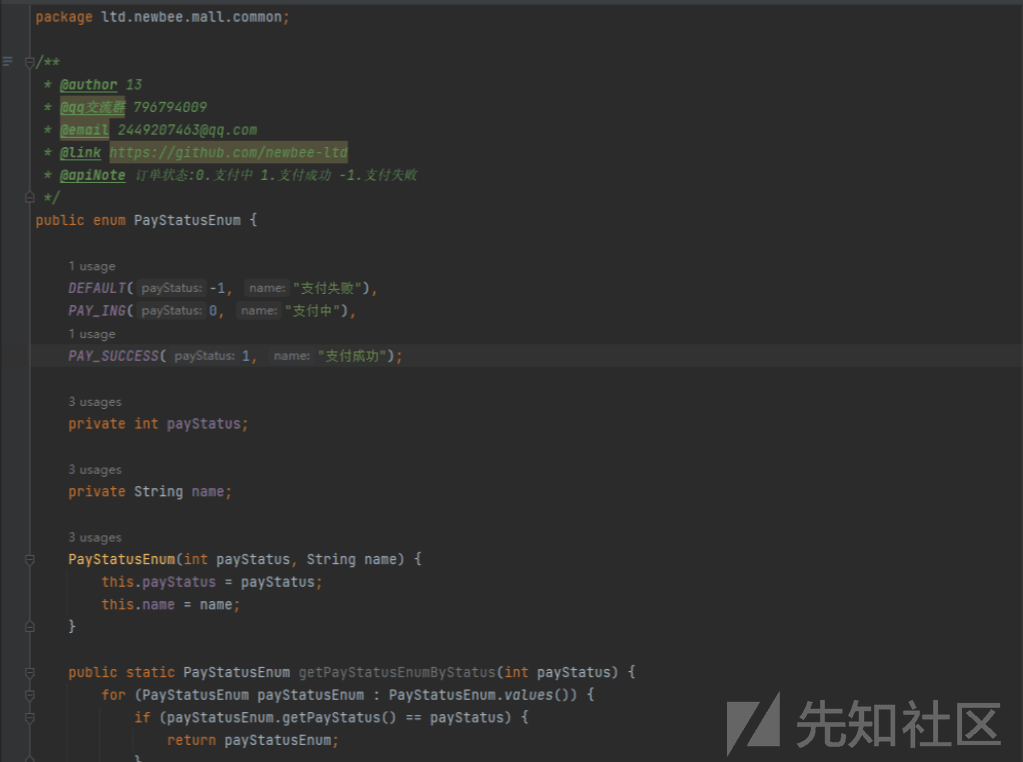 package ltd.newbee.mall.common;
/**
* @author 13
* @qq交流群 796794009
* @email 2449207463@qq.com
* @link https://github.com/newbee-ltd
* @apiNote 订单状态:0.支付中 1.支付成功 -1.支付失败
*/
public enum PayStatusEnum {
1 usage
DEFAULT( payStatus: -1, name: "支付失败"),
PAY_ING( payStatus: 0, name: "支付中"),
1 usage
PAY_SUCCESS( payStatus: 1, name: "支付成功");
3 usages
private int payStatus;
3 usages
private String name;
3 usages
PayStatusEnum(int payStatus, String name) {
this.payStatus = payStatus;
this.name = name;
}
public static PayStatusEnum getPayStatusEnumByStatus(int payStatus) {
for (PayStatusEnum payStatusEnum : PayStatusEnum.values()) {
if (payStatusEnum.getPayStatus() == payStatus) {
return payStatusEnum;
}
先知社区